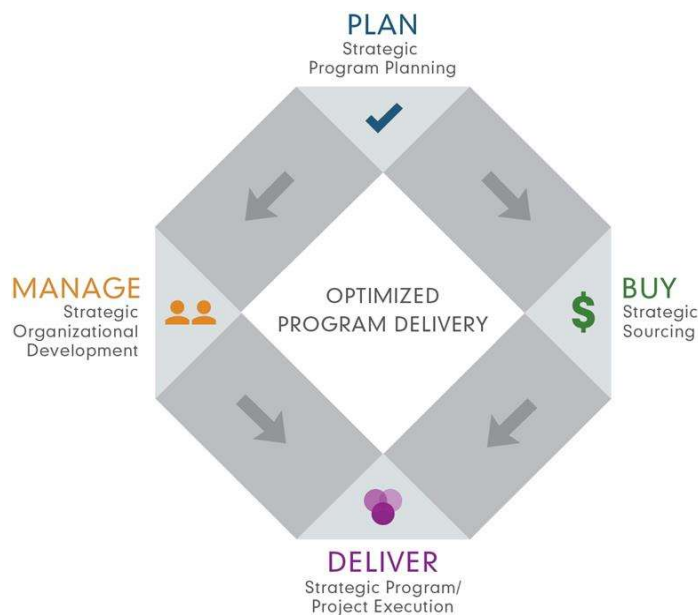 PLAN
Strategic
Program Planning
MANAGE
Strategic
Organizational
Development
OPTIMIZED
PROGRAM DELIVERY
$
BUY
Strategic
Sourcing
DELIVER
Strategic Program/
Project Execution